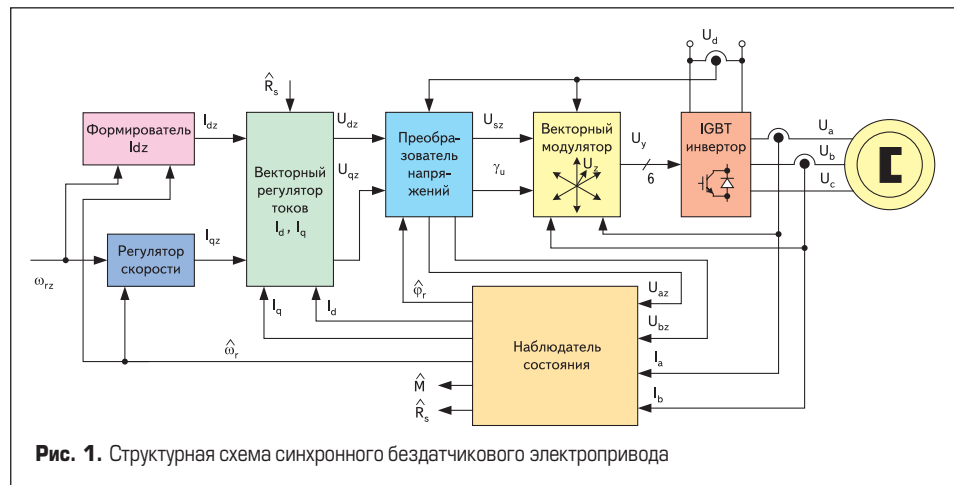 U_d
R̂_s
Формирователь
Idz
I_dz
Векторный
регулятор
токов
I_d , I_q
U_dz
U_qz
Преобра-
зователь
напря-
жений
U_sz
γ_u
Векторный
модулятор
U_z
U_y
6
IGBT
инвертор
U_a
U_b
U_c
ω_rz
Регулятор
скорости
I_qz
I_q
I_d
φ̂_r
ω̂_r
U_az
U_bz
I_a
I_b
Наблюдатель
состояния
M̂
R̂_s
Рис. 1. Структурная схема синхронного бездатчикового электропривода